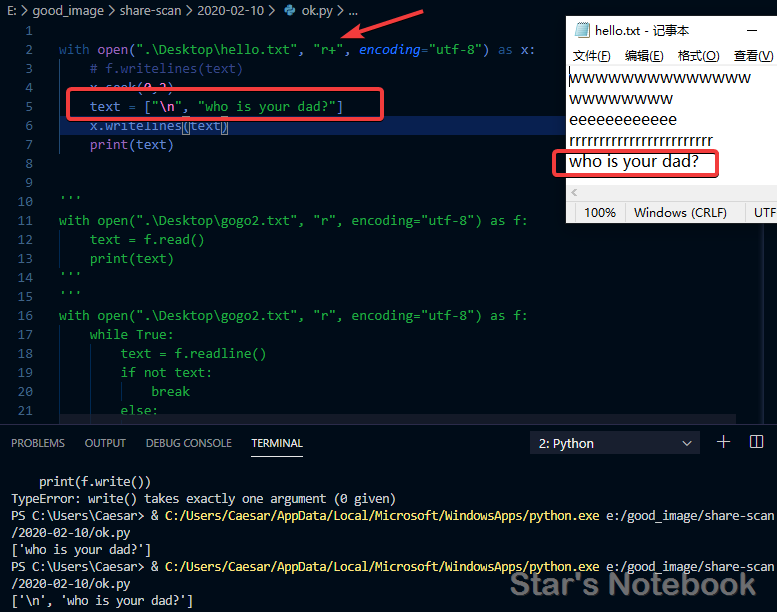 E: > good_image > share-scan > 2020-02-10 > ok.py > ...
1
2 with open(".\Desktop\hello.txt", "r+", encoding="utf-8") as x:
3 # f.writelines(text)
4 x.seek(0,2)
5 text = ["\n", "who is your dad?"]
6 x.writelines(text)
7 print(text)
8
9
10 '''
11 with open(".\Desktop\gogo2.txt", "r", encoding="utf-8") as f:
12 text = f.read()
13 print(text)
14 '''
15 '''
16 with open(".\Desktop\gogo2.txt", "r", encoding="utf-8") as f:
17 while True:
18 text = f.readline()
19 if not text:
20 break
21 else:
hello.txt - 记事本
文件(F) 编辑(E) 格式(O) 查看(V)
wwwwwwwwwwwwwww
wwwwwwwww
eeeeeeeeeeee
rrrrrrrrrrrrrrrrrrrrrrrr
who is your dad?
100% Windows (CRLF) UTF
PROBLEMS OUTPUT DEBUG CONSOLE TERMINAL 2: Python
print(f.write())
TypeError: write() takes exactly one argument (0 given)
PS C:\Users\Caesar> & C:/Users/Caesar/AppData/Local/Microsoft/WindowsApps/python.exe e:/good_image/share-scan
/2020-02-10/ok.py
['who is your dad?']
PS C:\Users\Caesar> & C:/Users/Caesar/AppData/Local/Microsoft/WindowsApps/python.exe e:/good_image/share-scan
/2020-02-10/ok.py
['\n', 'who is your dad?']
Star's Notebook